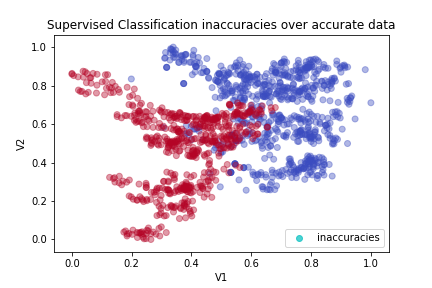 Supervised Classification inaccuracies over accurate data
1.0
0.8
0.6
0.4
0.2
0.0
V2
inaccuracies
0.0 0.2 0.4 0.6 0.8 1.0
V1